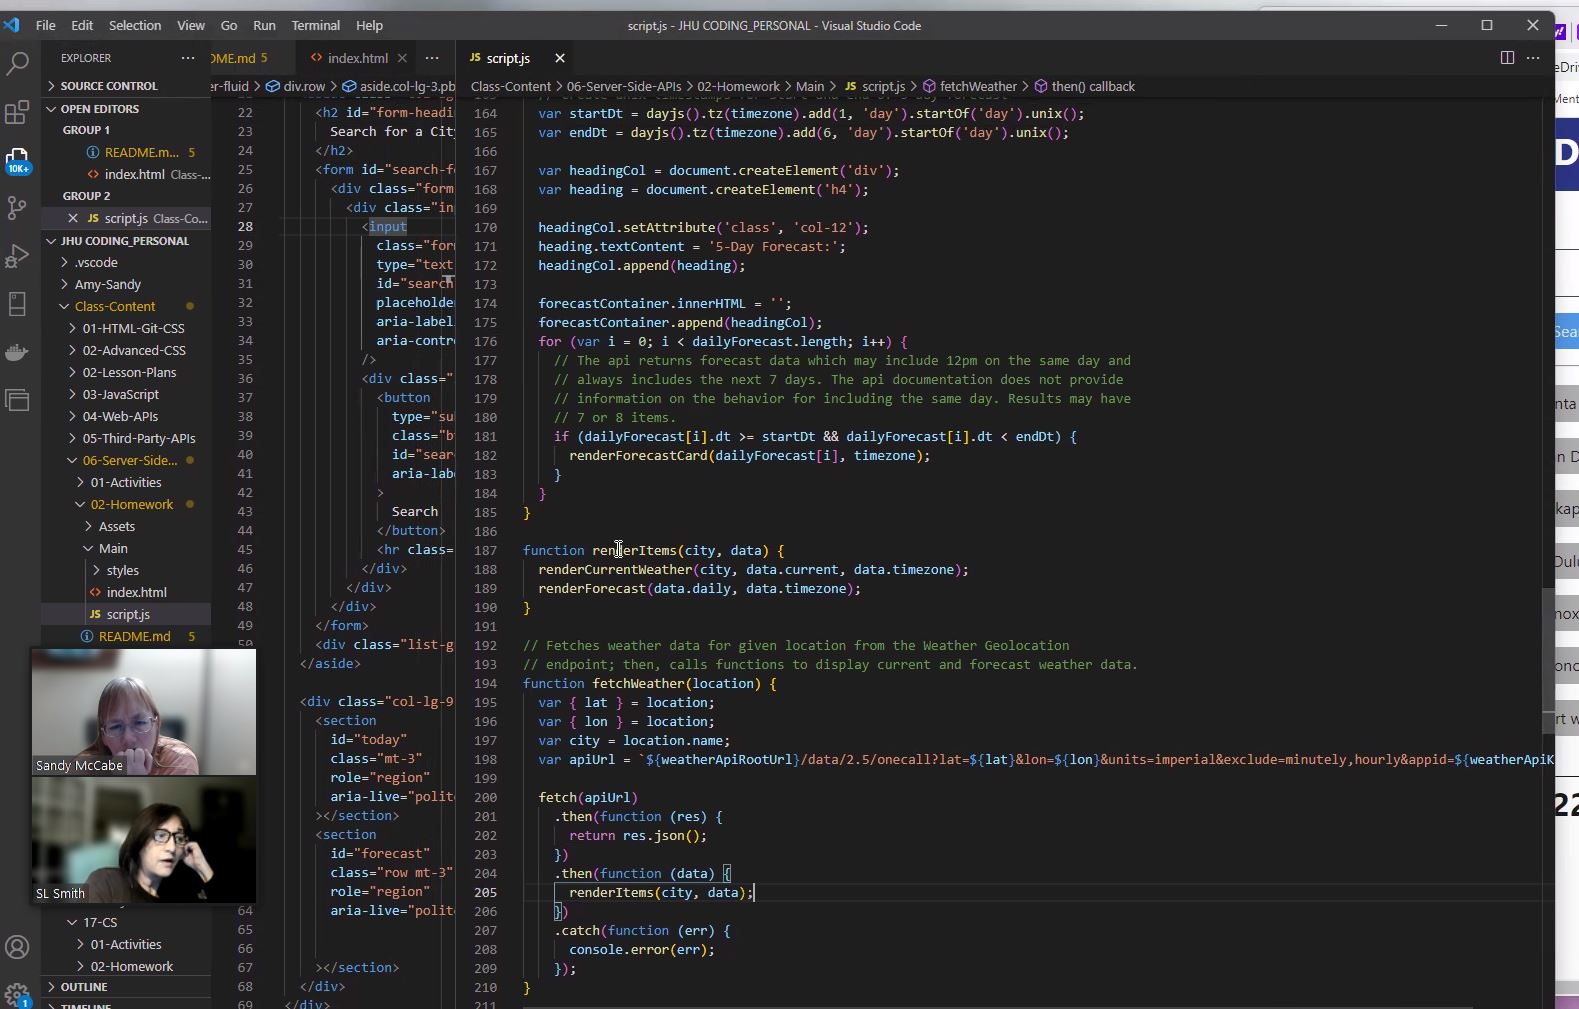 File Edit Selection View Go Run Terminal Help
script.js - JHU CODING_PERSONAL - Visual Studio Code
EXPLORER ···
SOURCE CONTROL
OPEN EDITORS
GROUP 1
README.m... 5
index.html Class-...
GROUP 2
script.js Class-Co...
JHU CODING_PERSONAL
.vscode
Amy-Sandy
Class-Content
01-HTML-Git-CSS
02-Advanced-CSS
02-Lesson-Plans
03-JavaScript
04-Web-APIs
05-Third-Party-APIs
06-Server-Side...
01-Activities
02-Homework
Assets
Main
styles
index.html
JS script.js
README.md 5
10K+
Sandy McCabe
SL Smith
17-CS
01-Activities
02-Homework
OUTLINE
TIMELINE
1
DME.md 5 index.html ···
er-fluid > div.row > aside.col-lg-3.pb
22 <h2 id="form-headi
23 Search for a City
24 </h2>
25 <form id="search-f
26 <div class="form
27 <div class="in
28 <input
29 class="for
30 type="text
31 id="search
32 placeholde
33 aria-label
34 aria-contr
35 />
36 <div class="
37 <button
38 type="su
39 class="b
40 id="sear
41 aria-lab
42 >
43 Search
44 </button>
45 <hr class=
46 </div>
47 </div>
48 </div>
49 </form>
50 <div class="list-g
</aside>
<div class="col-lg-9
<section
id="today"
class="mt-3"
role="region"
aria-live="polit
></section>
<section
id="forecast"
class="row mt-3"
role="region"
64 aria-live="polit
65
66
67 ></section>
68 </div>
69 </div>
JS script.js
Class-Content > 06-Server-Side-APIs > 02-Homework > Main > JS script.js > fetchWeather > then() callback
164 var startDt = dayjs().tz(timezone).add(1, 'day').startOf('day').unix();
165 var endDt = dayjs().tz(timezone).add(6, 'day').startOf('day').unix();
166
167 var headingCol = document.createElement('div');
168 var heading = document.createElement('h4');
169
170 headingCol.setAttribute('class', 'col-12');
171 heading.textContent = '5-Day Forecast:';
172 headingCol.append(heading);
173
174 forecastContainer.innerHTML = '';
175 forecastContainer.append(headingCol);
176 for (var i = 0; i < dailyForecast.length; i++) {
177 // The api returns forecast data which may include 12pm on the same day and
178 // always includes the next 7 days. The api documentation does not provide
179 // information on the behavior for including the same day. Results may have
180 // 7 or 8 items.
181 if (dailyForecast[i].dt >= startDt && dailyForecast[i].dt < endDt) {
182 renderForecastCard(dailyForecast[i], timezone);
183 }
184 }
185 }
186
187 function renderItems(city, data) {
188 renderCurrentWeather(city, data.current, data.timezone);
189 renderForecast(data.daily, data.timezone);
190 }
191
192 // Fetches weather data for given location from the Weather Geolocation
193 // endpoint; then, calls functions to display current and forecast weather data.
194 function fetchWeather(location) {
195 var { lat } = location;
196 var { lon } = location;
197 var city = location.name;
198 var apiUrl = `${weatherApiRootUrl}/data/2.5/onecall?lat=${lat}&lon=${lon}&units=imperial&exclude=minutely,hourly&appid=${weatherApiK
199
200 fetch(apiUrl)
201 .then(function (res) {
202 return res.json();
203 })
204 .then(function (data) {
205 renderItems(city, data);
206 })
207 .catch(function (err) {
208 console.error(err);
209 });
210 }
211
eDriv
Ment
D
Sear
nta
n D
kap
Dulu
nox
onc
rt w
22